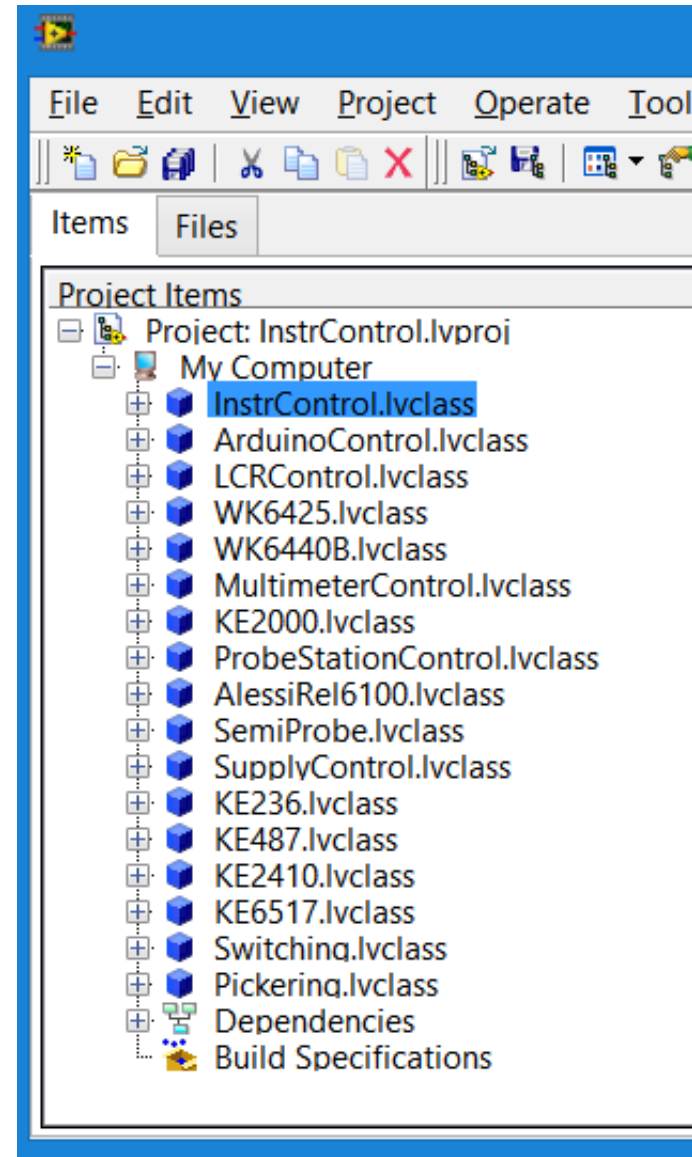 File Edit View Project Operate Tool
Items Files
Project Items
Project: InstrControl.lvproj
My Computer
InstrControl.lvclass
ArduinoControl.lvclass
LCRControl.lvclass
WK6425.lvclass
WK6440B.lvclass
MultimeterControl.lvclass
KE2000.lvclass
ProbeStationControl.lvclass
AlessiRel6100.lvclass
SemiProbe.lvclass
SupplyControl.lvclass
KE236.lvclass
KE487.lvclass
KE2410.lvclass
KE6517.lvclass
Switching.lvclass
Pickering.lvclass
Dependencies
Build Specifications